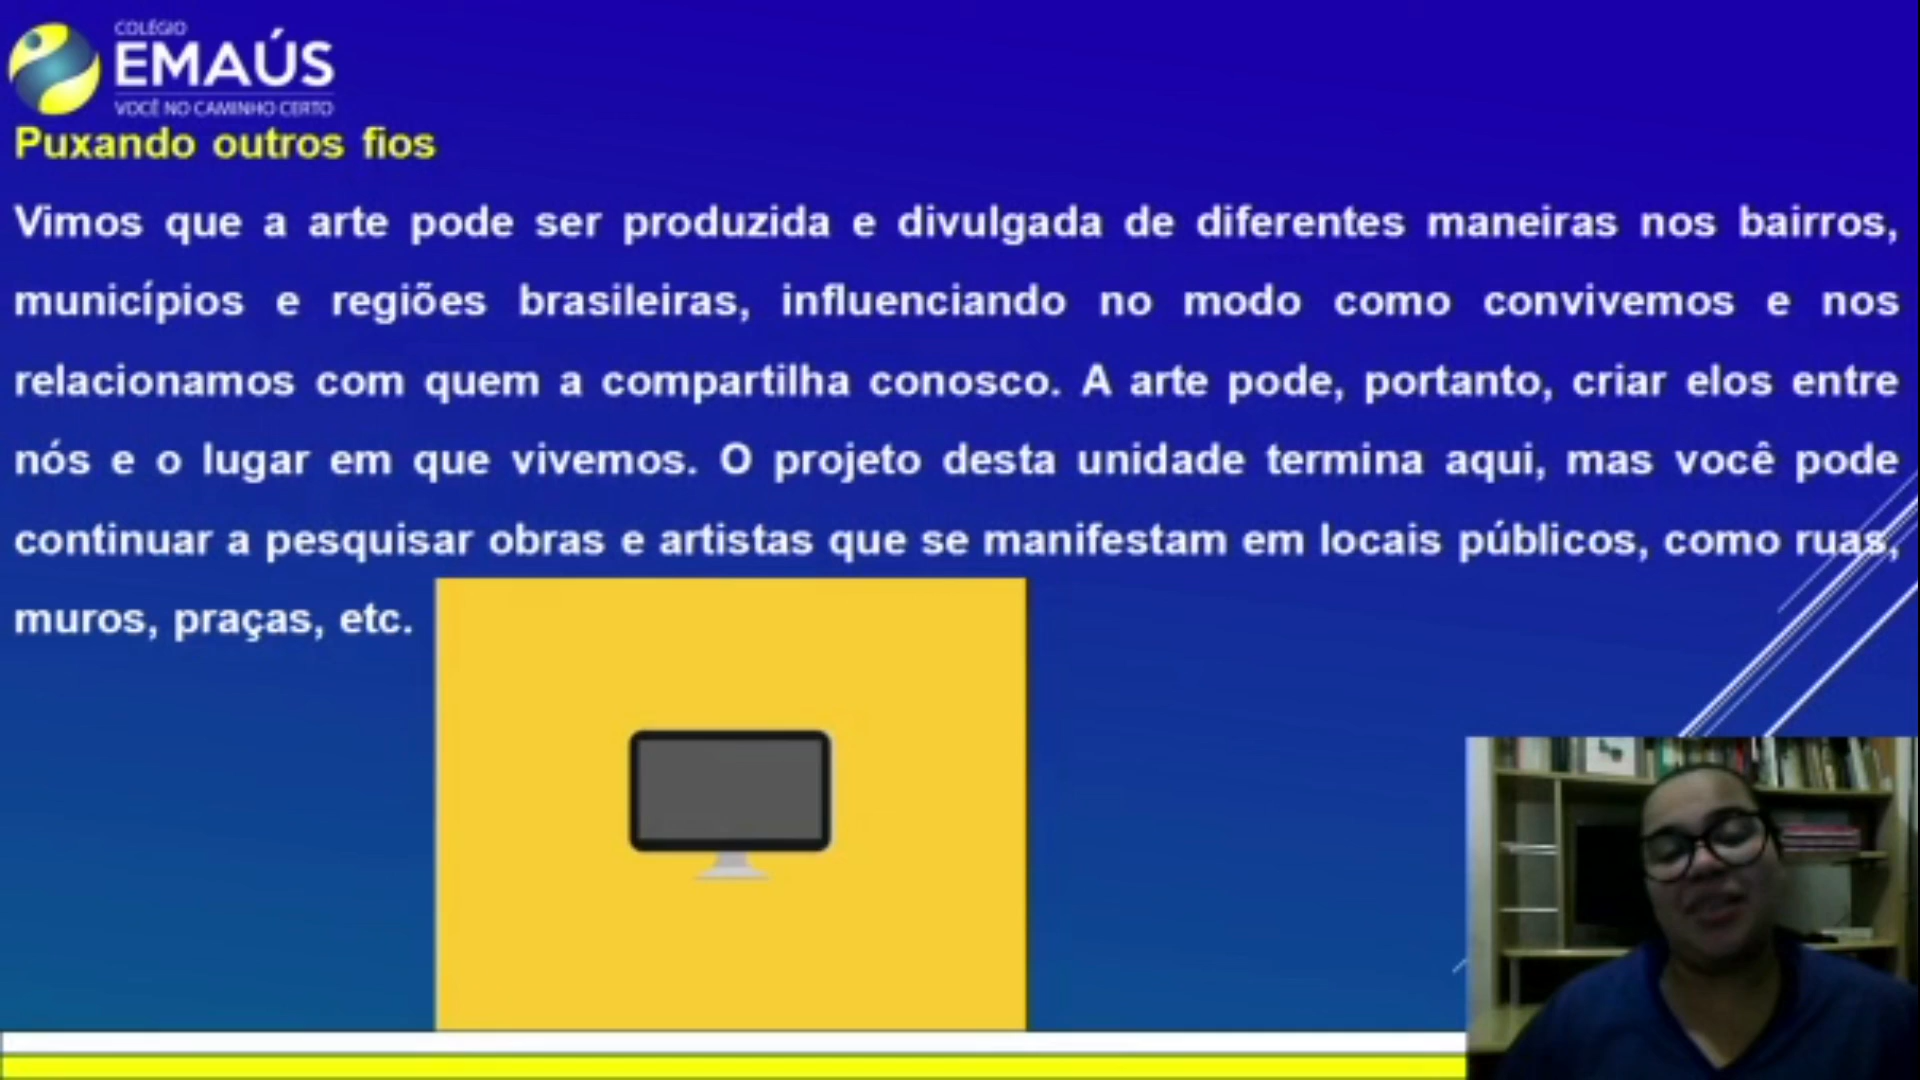 COLÉGIO
EMAÚS
VOCÊ NO CAMINHO CERTO
Puxando outros fios
Vimos que a arte pode ser produzida e divulgada de diferentes maneiras nos bairros,
municípios e regiões brasileiras, influenciando no modo como convivemos e nos
relacionamos com quem a compartilha conosco. A arte pode, portanto, criar elos entre
nós e o lugar em que vivemos. O projeto desta unidade termina aqui, mas você pode
continuar a pesquisar obras e artistas que se manifestam em locais públicos, como ruas,
muros, praças, etc.